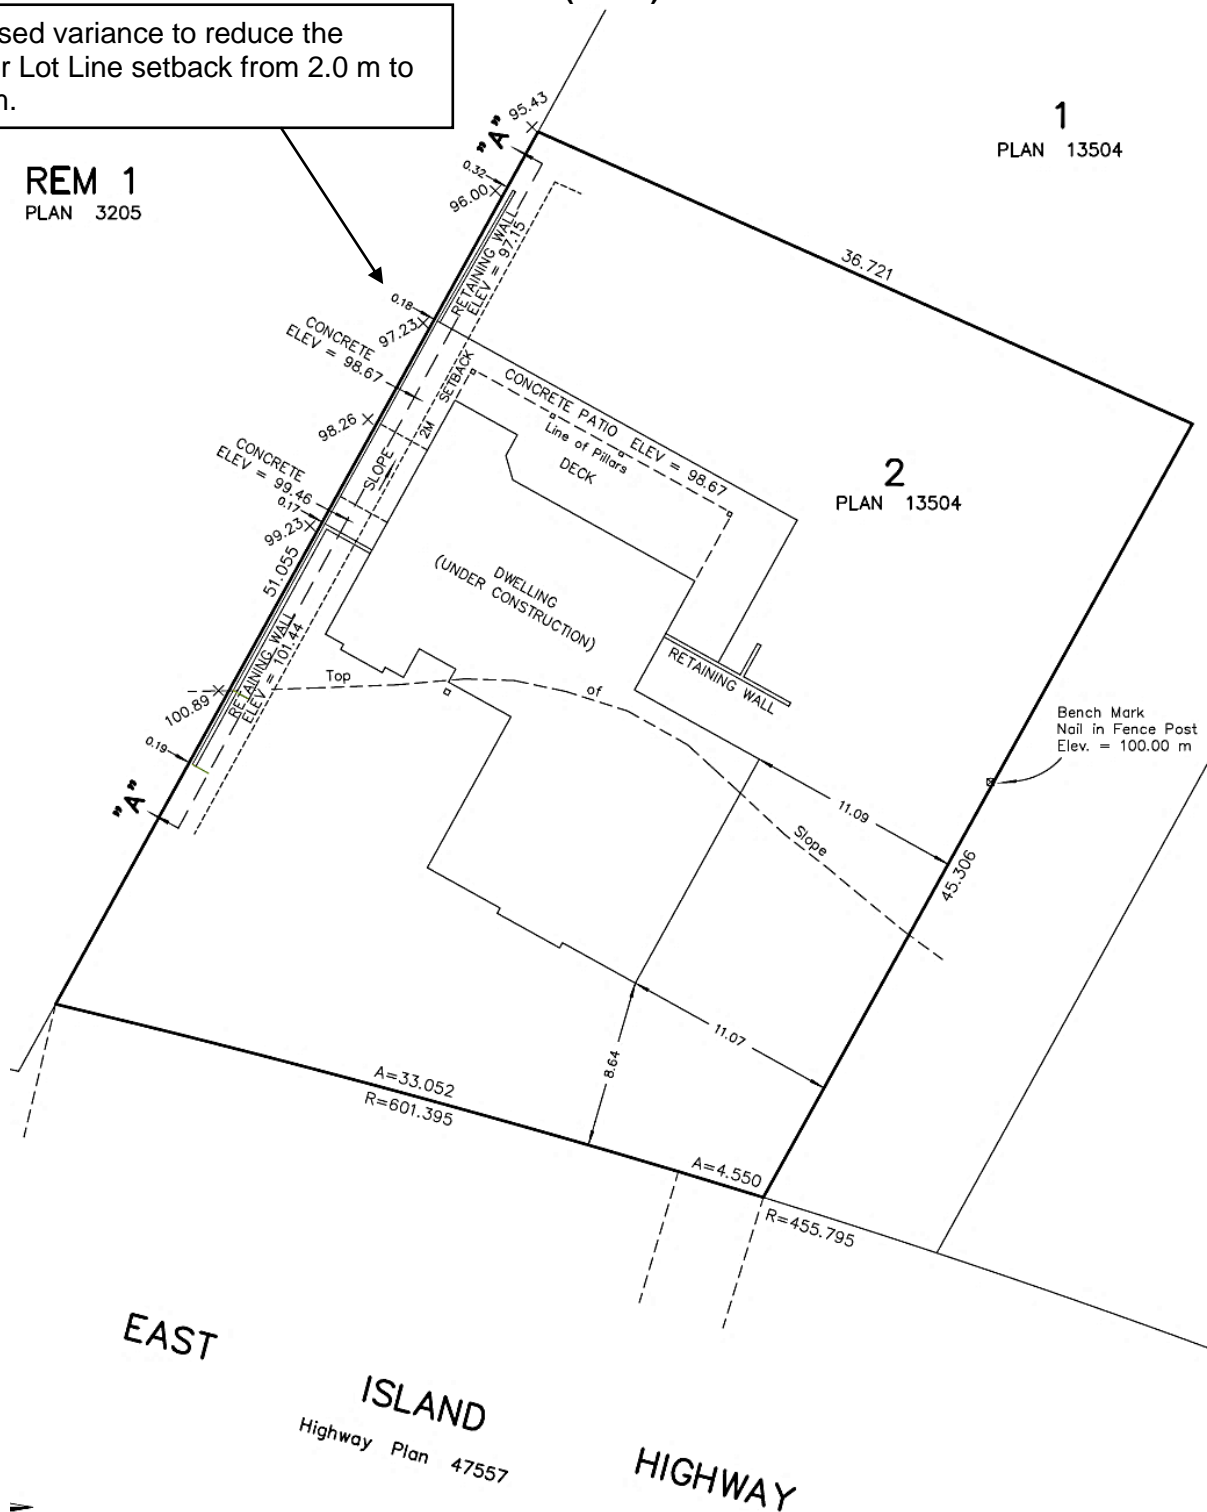 sed variance to reduce the
r Lot Line setback from 2.0 m to
REM 1
PLAN 3205
1
PLAN 13504
95.43
"A"
0.32
96.00
RETAINING WALL
ELEV = 97.15
36.721
0.18
97.23
CONCRETE
ELEV = 98.67
SETBACK
2M
CONCRETE PATIO ELEV = 98.67
Line of Pillars
DECK
98.26
SLOPE
CONCRETE
ELEV = 99.46
0.17
99.23
2
PLAN 13504
51.055
DWELLING
(UNDER CONSTRUCTION)
RETAINING WALL
ELEV = 101.44
RETAINING WALL
Top
of
Slope
100.89
0.19
"A"
Bench Mark
Nail in Fence Post
Elev. = 100.00 m
11.09
45.306
11.07
8.64
A=33.052
R=601.395
A=4.550
R=455.795
EAST
ISLAND
HIGHWAY
Highway Plan 47557